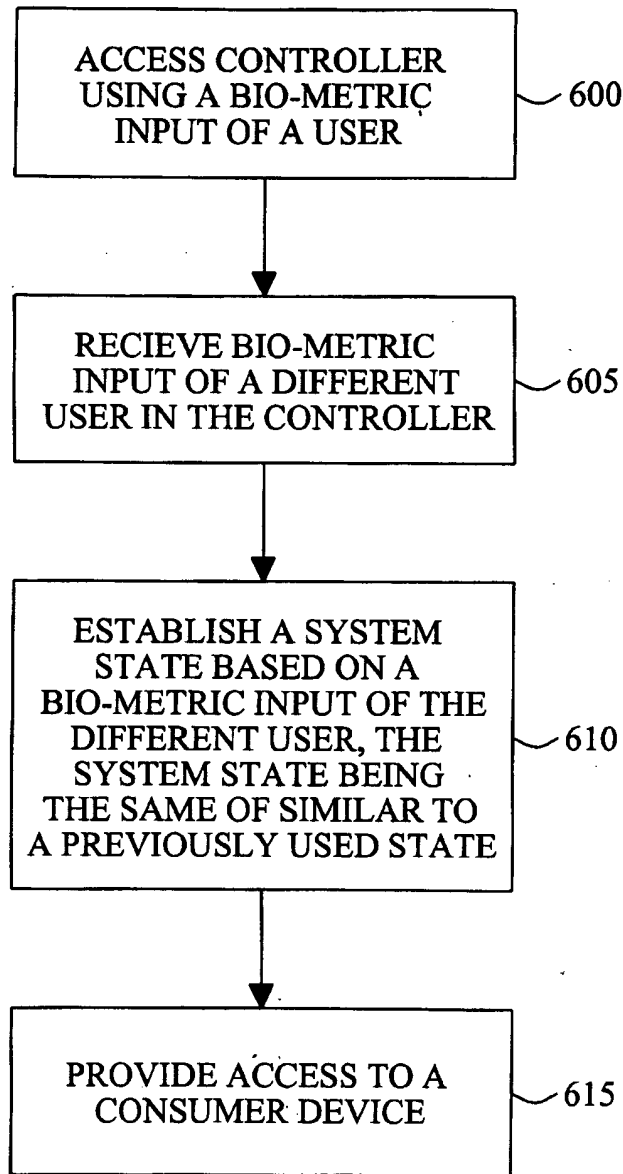 ACCESS CONTROLLER
USING A BIO-METRIC
INPUT OF A USER
600
RECIEVE BIO-METRIC
INPUT OF A DIFFERENT
USER IN THE CONTROLLER
605
ESTABLISH A SYSTEM
STATE BASED ON A
BIO-METRIC INPUT OF THE
DIFFERENT USER, THE
SYSTEM STATE BEING
THE SAME OF SIMILAR TO
A PREVIOUSLY USED STATE
610
PROVIDE ACCESS TO A
CONSUMER DEVICE
615